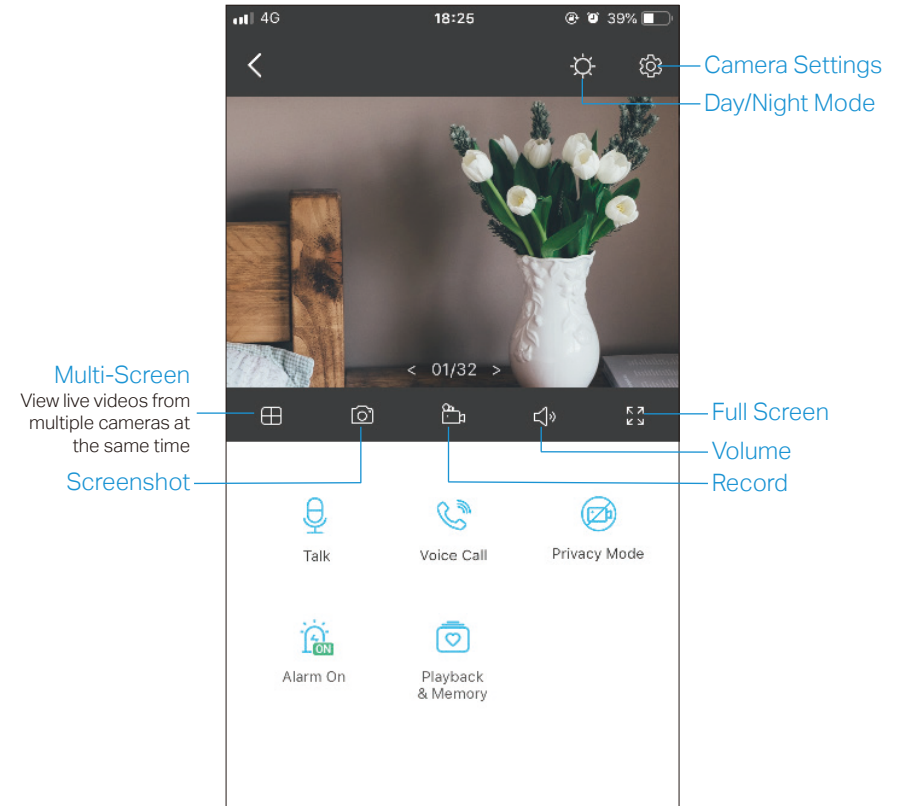 4G
18:25
39%
Camera Settings
Day/Night Mode
< 01/32 >
Multi-Screen
View live videos from
multiple cameras at
the same time
Screenshot
Full Screen
Volume
Record
Talk
Voice Call
Privacy Mode
ON
Alarm On
Playback
& Memory